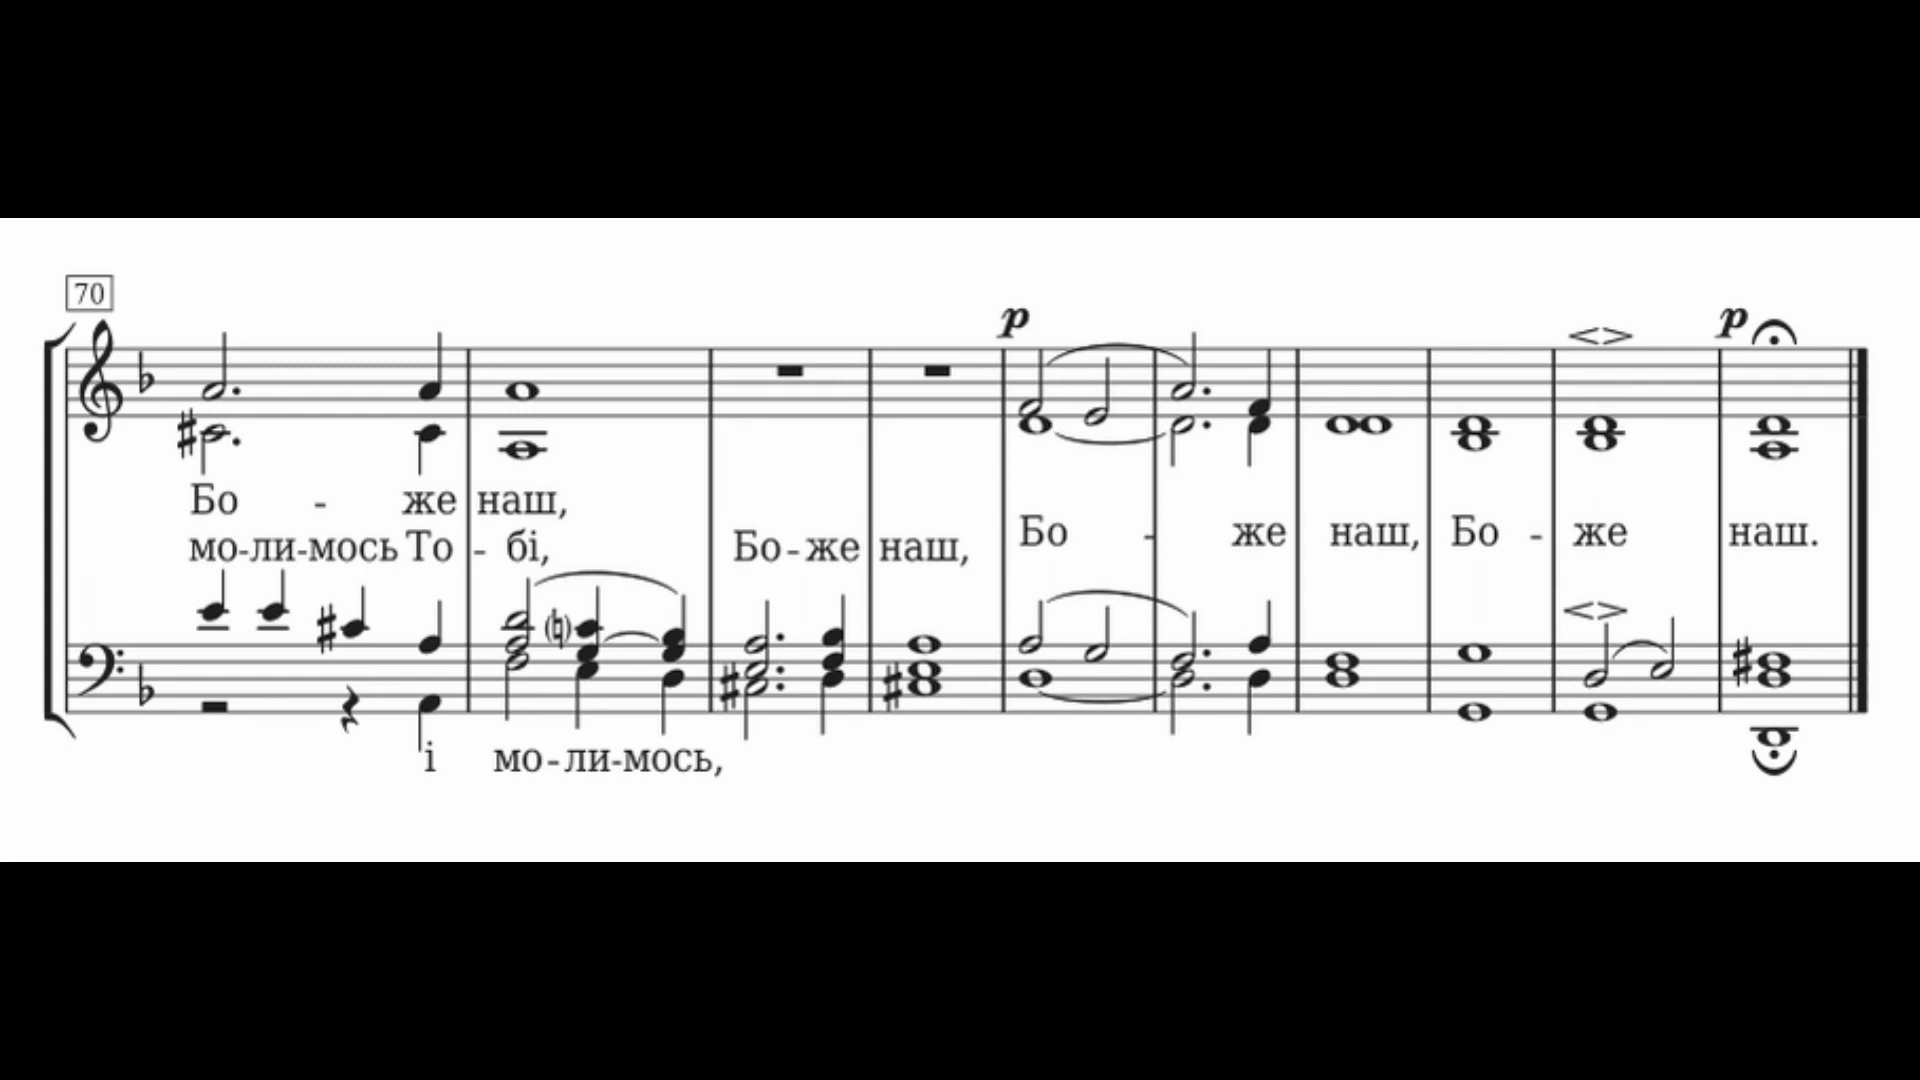 70
p p
Бо - же наш,
мо-ли-мось То - бі, Бо-же наш, Бо - же наш, Бо - же наш.
і мо-ли-мось,